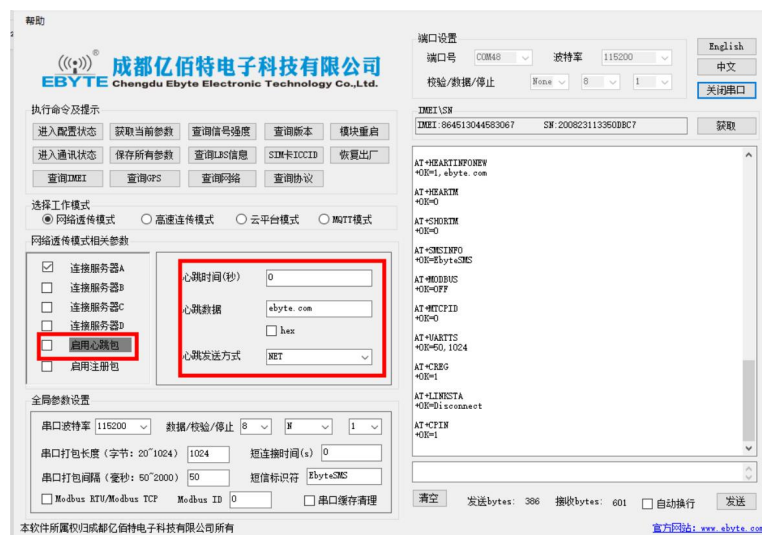 帮助
EBYTE
®
成都亿佰特电子科技有限公司
Chengdu Ebyte Electronic Technology Co.,Ltd.
执行命令及提示
进入配置状态 获取当前参数 查询信号强度 查询版本 模块重启
进入通讯状态 保存所有参数 查询LBS信息 SIM卡ICCID 恢复出厂
查询IMEI 查询GPS 查询网络 查询协议
选择工作模式
网络透传模式 高速连传模式 云平台模式 MQTT模式
网络透传模式相关参数
连接服务器A
连接服务器B
连接服务器C
连接服务器D
启用心跳包
启用注册包
心跳时间(秒) 0
心跳数据 ebyte.com
hex
心跳发送方式 NET
全局参数设置
串口波特率 115200 数据/校验/停止 8 N 1
串口打包长度 (字节: 20~1024) 1024 短连接时间(s) 0
串口打包间隔 (毫秒: 50~2000) 50 短信标识符 EbyteSMS
Modbus RTU/Modbus TCP Modbus ID 0 串口缓存清理
本软件所属权归成都亿佰特电子科技有限公司所有
端口设置
端口号 COM48 波特率 115200
校验/数据/停止 None 8 1
English
中文
关闭串口
IMEI\SN
IMEI:864513044583067 SN:200823113350DBC7 获取
AT+HEARTINFONEW
+OK=1,ebyte.com
AT+HEARTM
+OK=0
AT+SHORTM
+OK=0
AT+SMSINFO
+OK=EbyteSMS
AT+MODBUS
+OK=OFF
AT+MTCPID
+OK=0
AT+UARTTS
+OK=50,1024
AT+CREG
+OK=1
AT+LINKSTA
+OK=Disconnect
AT+CPIN
+OK=1
清空 发送bytes: 386 接收bytes: 601 自动换行 发送
官方网站: www.ebyte.com